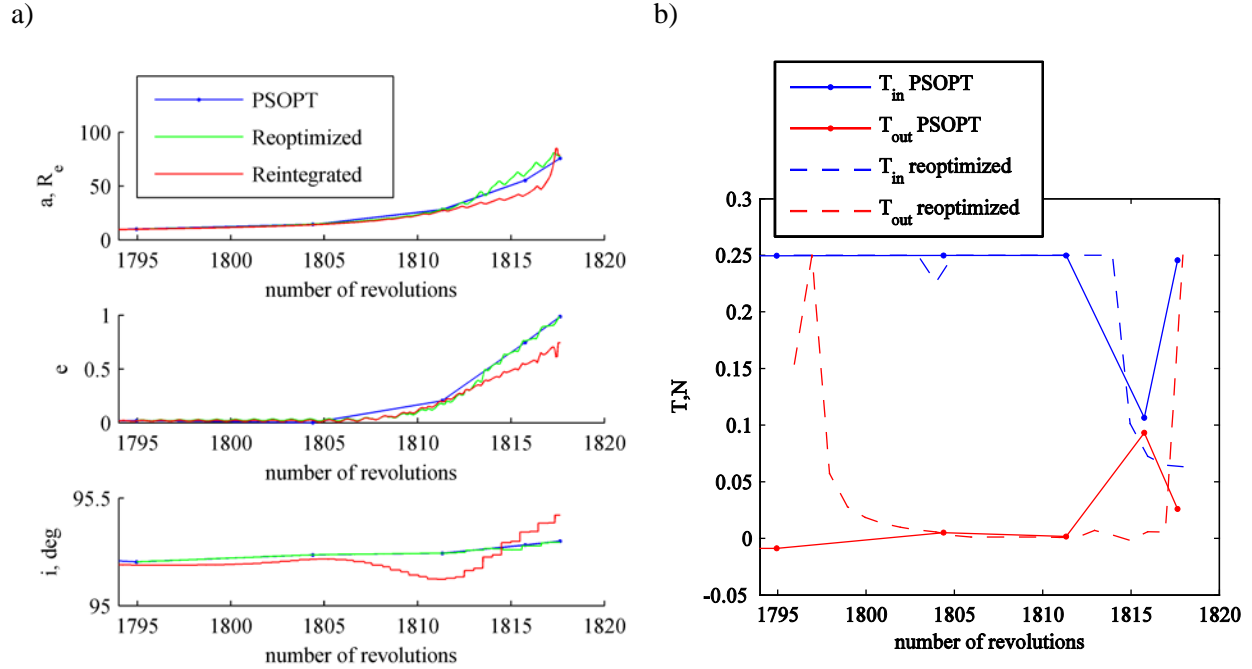 a)
PSOPT
Reoptimized
Reintegrated
100
50
0
a, R_e
1795 1800 1805 1810 1815 1820
number of revolutions
1
0.5
0
e
1795 1800 1805 1810 1815 1820
number of revolutions
95.5
95
i, deg
1795 1800 1805 1810 1815 1820
number of revolutions
b)
T_in PSOPT
T_out PSOPT
T_in reoptimized
T_out reoptimized
0.3
0.25
0.2
0.15
0.1
0.05
0
-0.05
T,N
1795 1800 1805 1810 1815 1820
number of revolutions